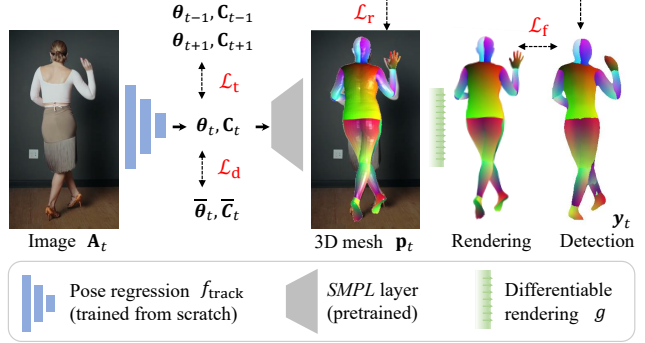 θ_{t−1}, C_{t−1}
θ_{t+1}, C_{t+1}
ℒ_r
ℒ_f
ℒ_t
θ_t, C_t
ℒ_d
θ̅_t, C̅_t
y_t
Image A_t
3D mesh p_t
Rendering
Detection
Pose regression f_track
(trained from scratch)
SMPL layer
(pretrained)
Differentiable
rendering g